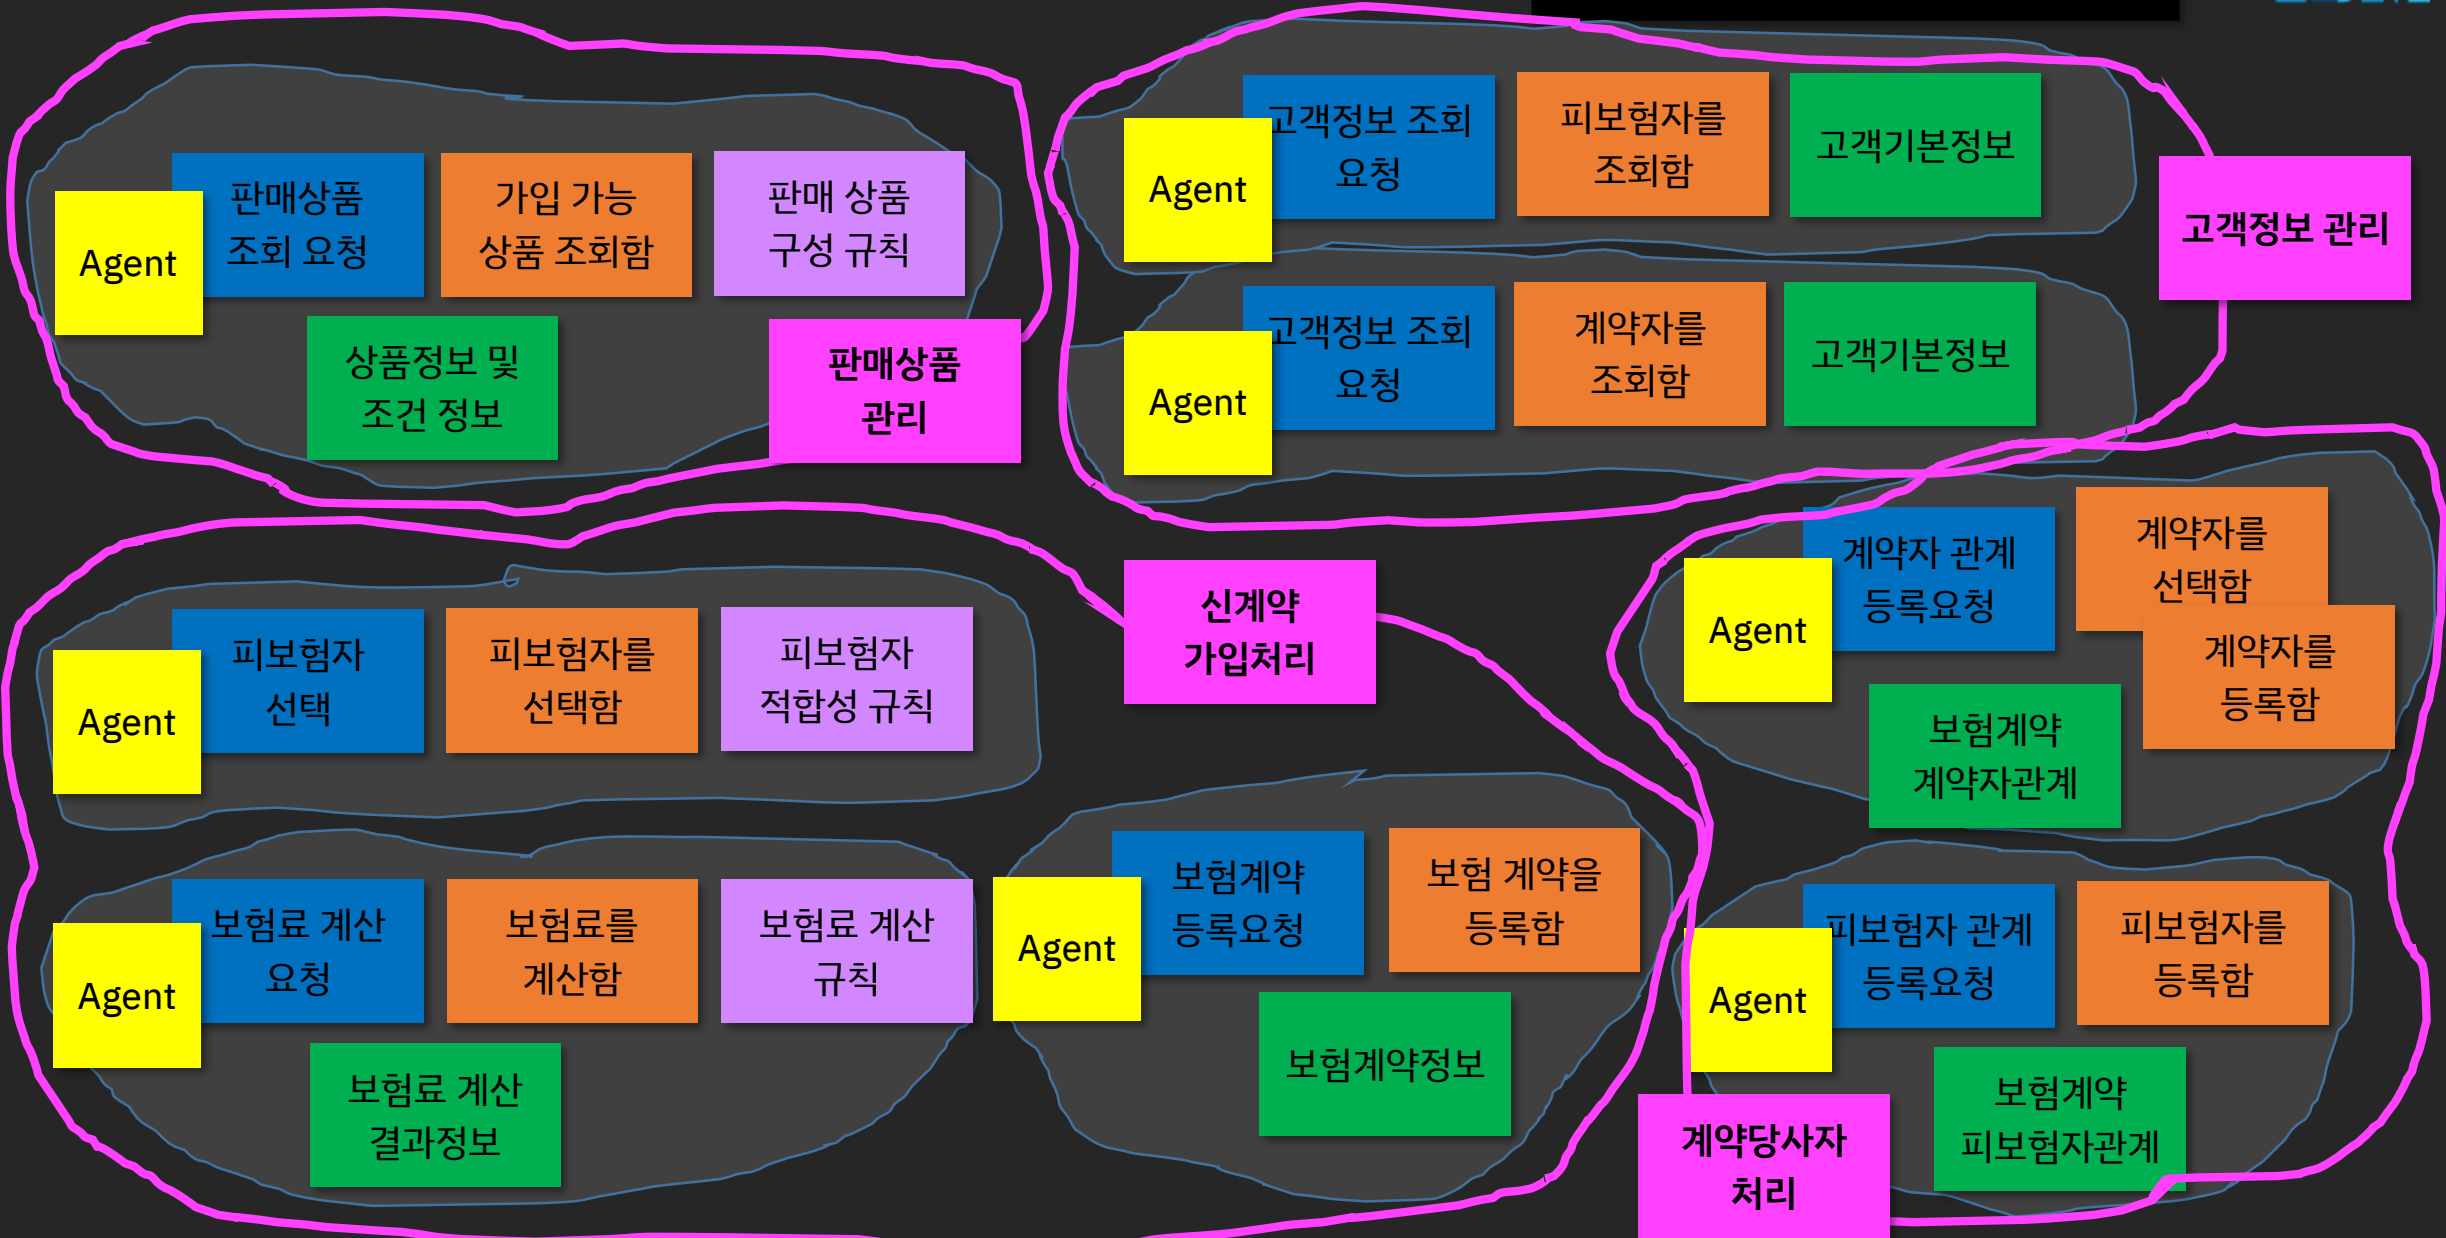 Agent
판매상품
조회 요청
가입 가능
상품 조회함
판매 상품
구성 규칙
상품정보 및
조건 정보
판매상품
관리
Agent
고객정보 조회
요청
피보험자를
조회함
고객기본정보
고객정보 관리
Agent
고객정보 조회
요청
계약자를
조회함
고객기본정보
신계약
가입처리
Agent
피보험자
선택
피보험자를
선택함
피보험자
적합성 규칙
Agent
보험료 계산
요청
보험료를
계산함
보험료 계산
규칙
보험료 계산
결과정보
Agent
보험계약
등록요청
보험 계약을
등록함
보험계약정보
Agent
계약자 관계
등록요청
계약자를
선택함
계약자를
등록함
보험계약
계약자관계
Agent
피보험자 관계
등록요청
피보험자를
등록함
보험계약
피보험자관계
계약당사자
처리